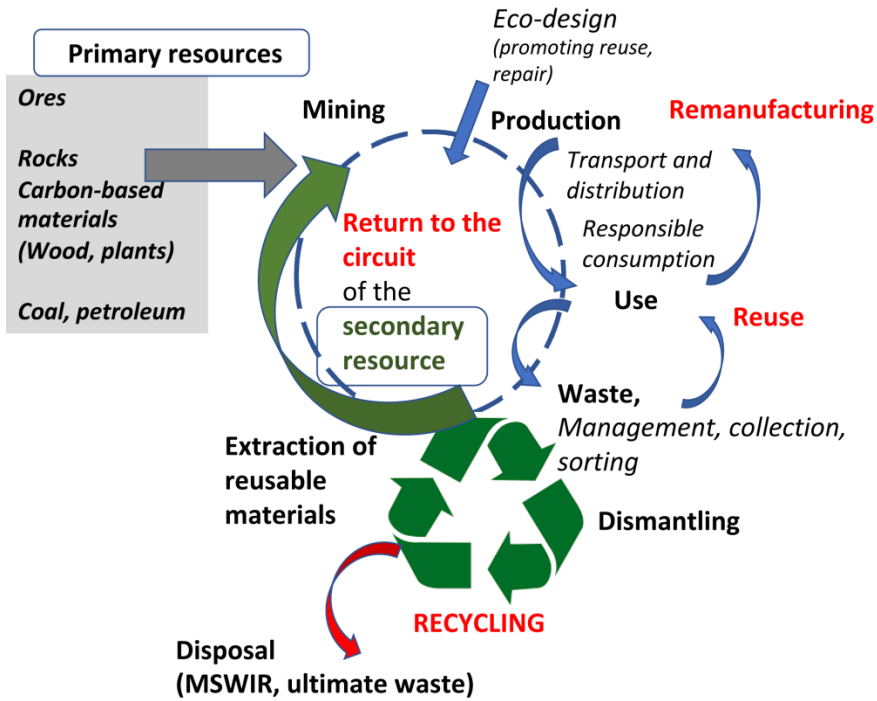 Primary resources
Ores
Rocks
Carbon-based
materials
(Wood, plants)
Coal, petroleum
Mining
Eco-design
(promoting reuse,
repair)
Production
Remanufacturing
Transport and
distribution
Responsible
consumption
Use
Reuse
Return to the
circuit
of the
secondary
resource
Waste,
Management, collection,
sorting
Extraction of
reusable
materials
Dismantling
RECYCLING
Disposal
(MSWIR, ultimate waste)